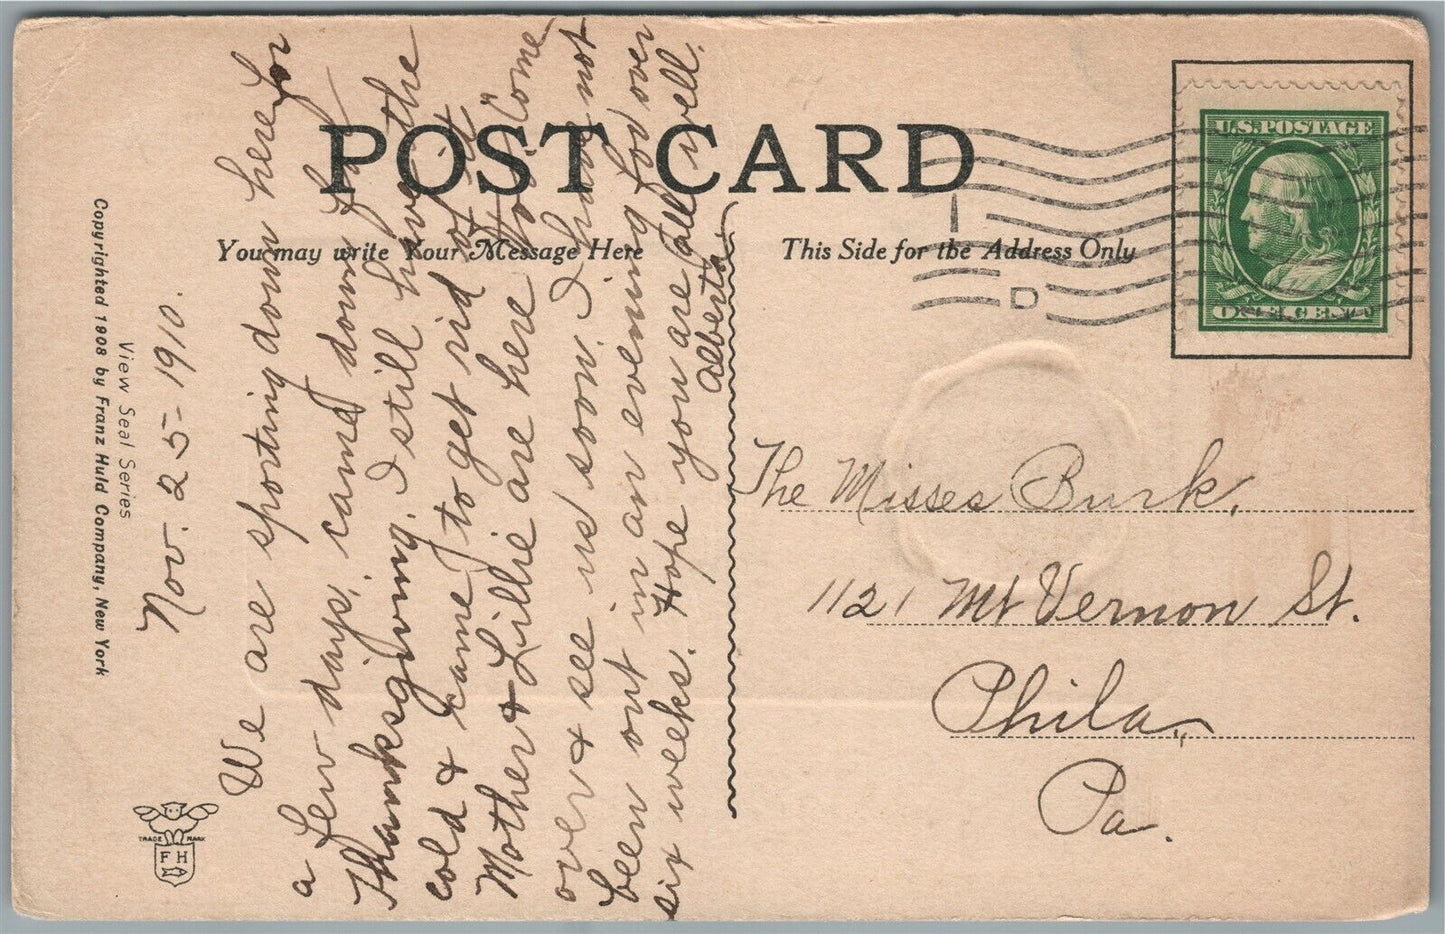 POST CARD
You may write Your Message Here
This Side for the Address Only
U.S. POSTAGE
ONE CENT
D
Copyrighted 1908 by Franz Huld Company, New York
View Seal Series
TRADE MARK
F H
Nov. 25-1910.
We are sporting down here for
a few days, came down for
Thanksgiving. I still have the
cold & came to get rid of it
Mother & Lillie are here too. "Come
over & see us soon. I have not
been out in an evening for over
six weeks. Hope you are all well.
Alberta
The Misses Burk,
1121 Mt Vernon St.
Phila,
Pa.